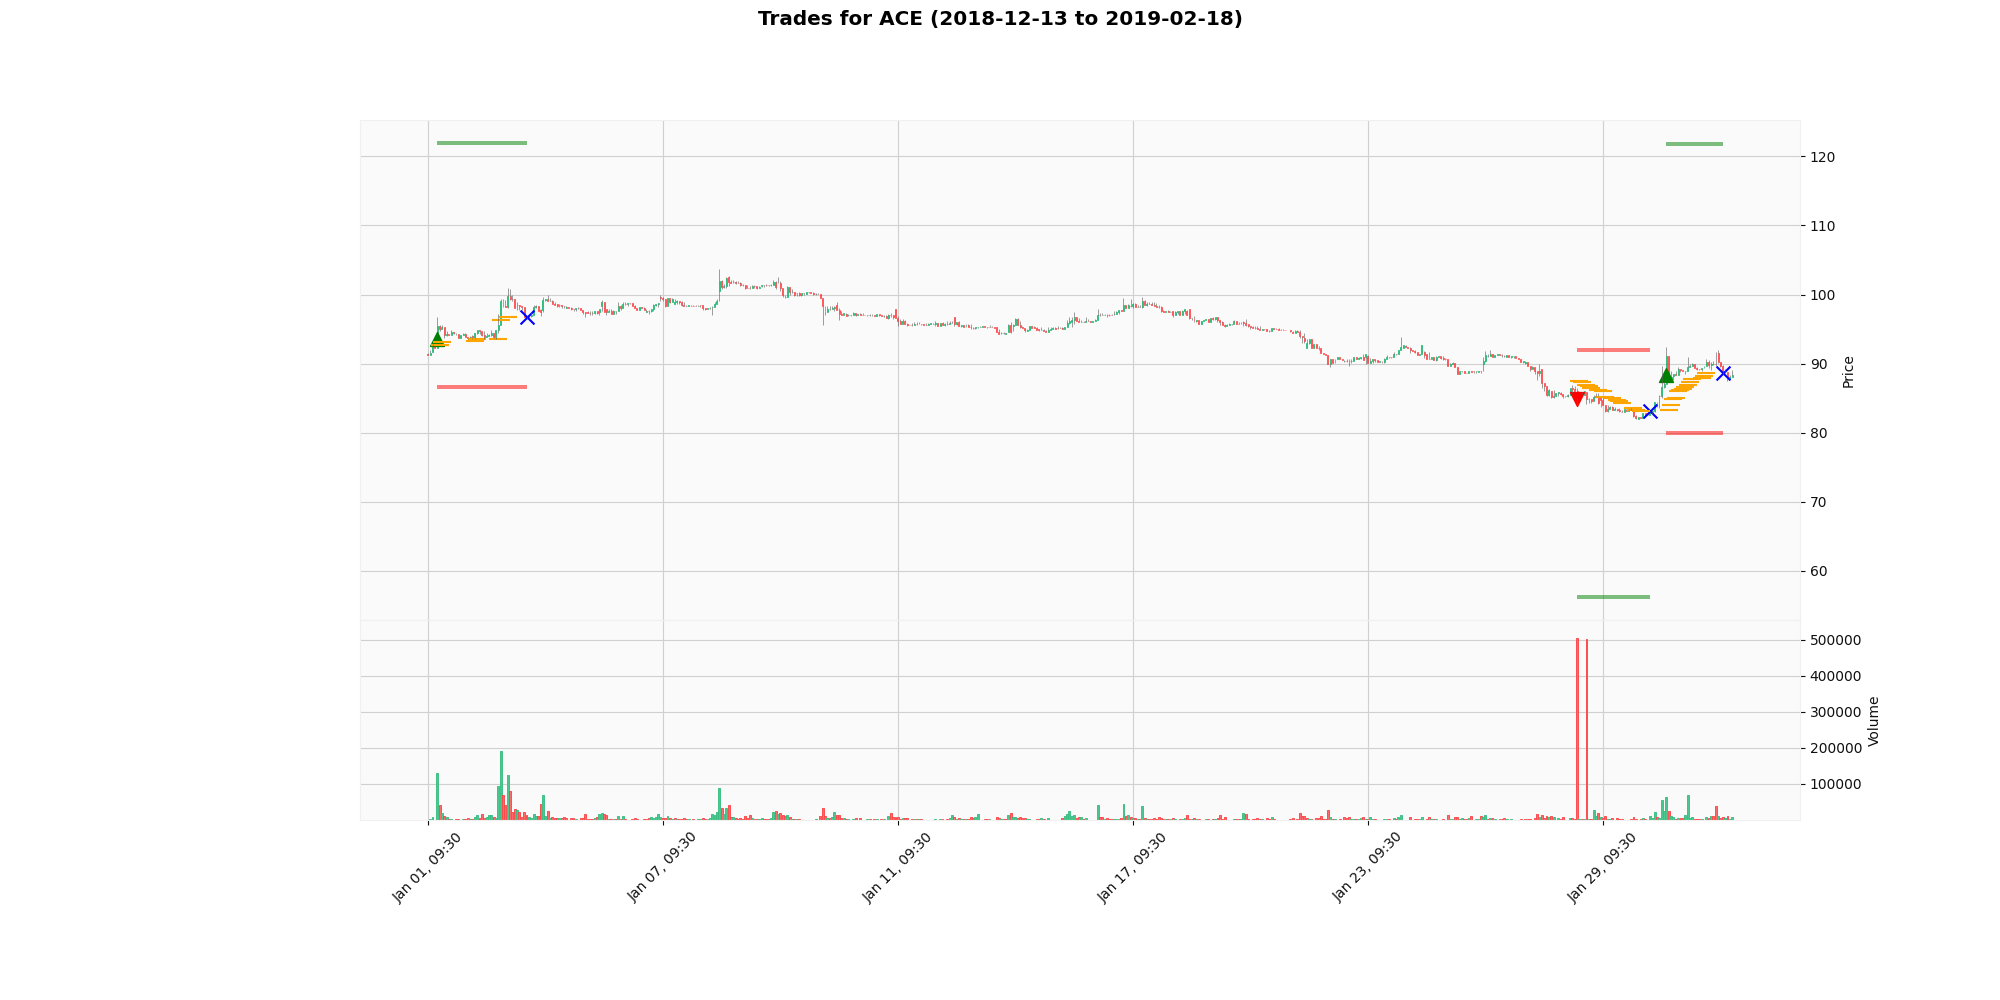 Trades for ACE (2018-12-13 to 2019-02-18)
120
110
100
90
80
70
60
Price
500000
400000
300000
200000
100000
Volume
Jan 01, 09:30
Jan 07, 09:30
Jan 11, 09:30
Jan 17, 09:30
Jan 23, 09:30
Jan 29, 09:30